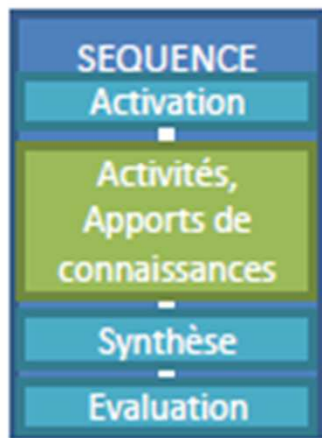 SEQUENCE
Activation
Activités,
Apports de
connaissances
Synthèse
Evaluation